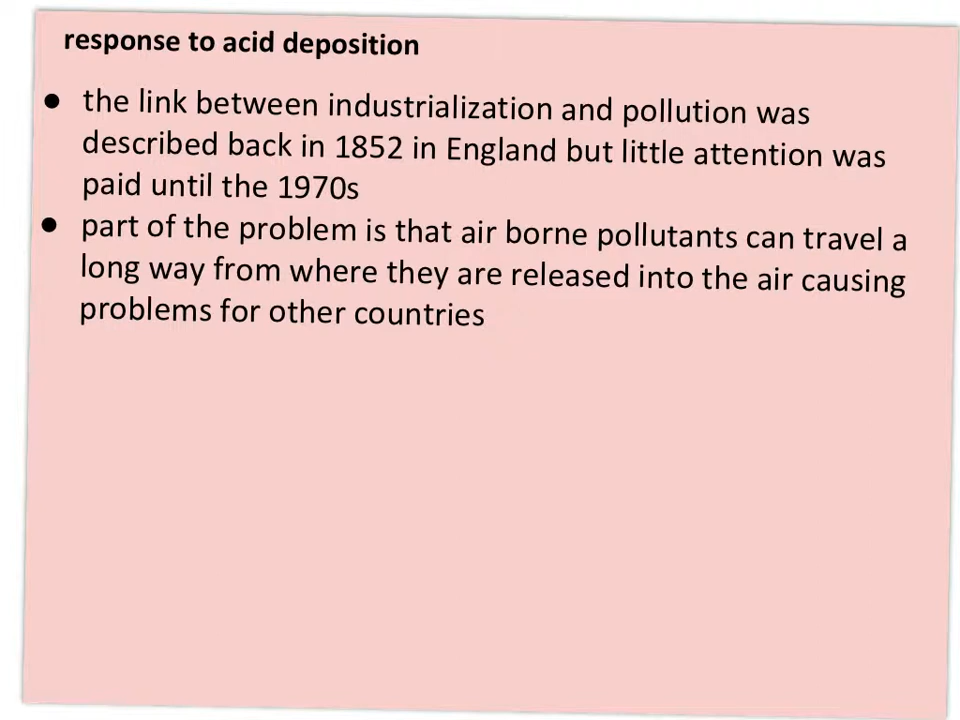 response to acid deposition
● the link between industrialization and pollution was
described back in 1852 in England but little attention was
paid until the 1970s
● part of the problem is that air borne pollutants can travel a
long way from where they are released into the air causing
problems for other countries